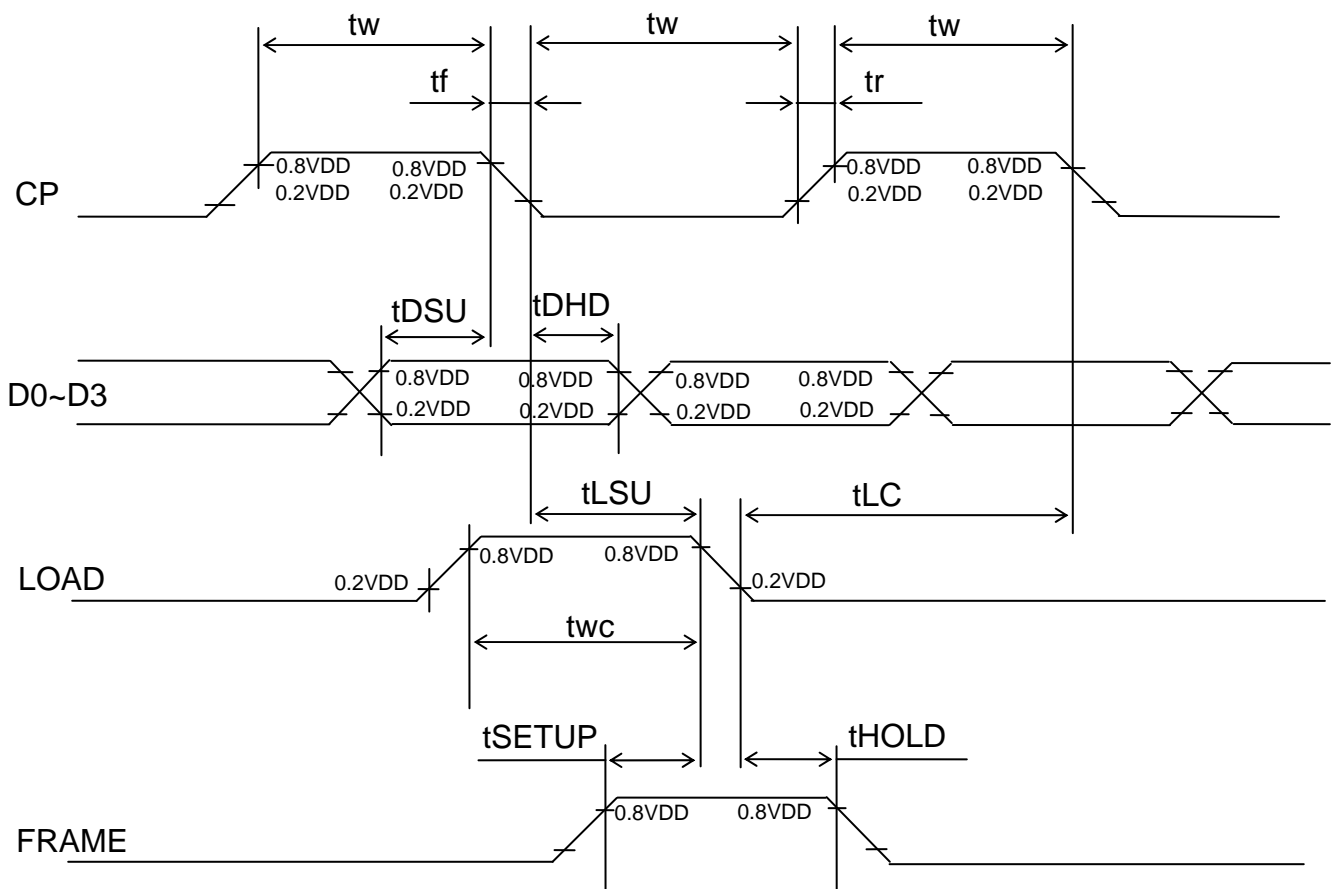 tw tw tw
tf tr
0.8VDD 0.8VDD 0.8VDD 0.8VDD
CP 0.2VDD 0.2VDD 0.2VDD 0.2VDD
tDSU tDHD
0.8VDD 0.8VDD 0.8VDD 0.8VDD
D0~D3 0.2VDD 0.2VDD 0.2VDD 0.2VDD
tLSU tLC
0.8VDD 0.8VDD
LOAD 0.2VDD 0.2VDD
twc
tSETUP tHOLD
0.8VDD 0.8VDD
FRAME